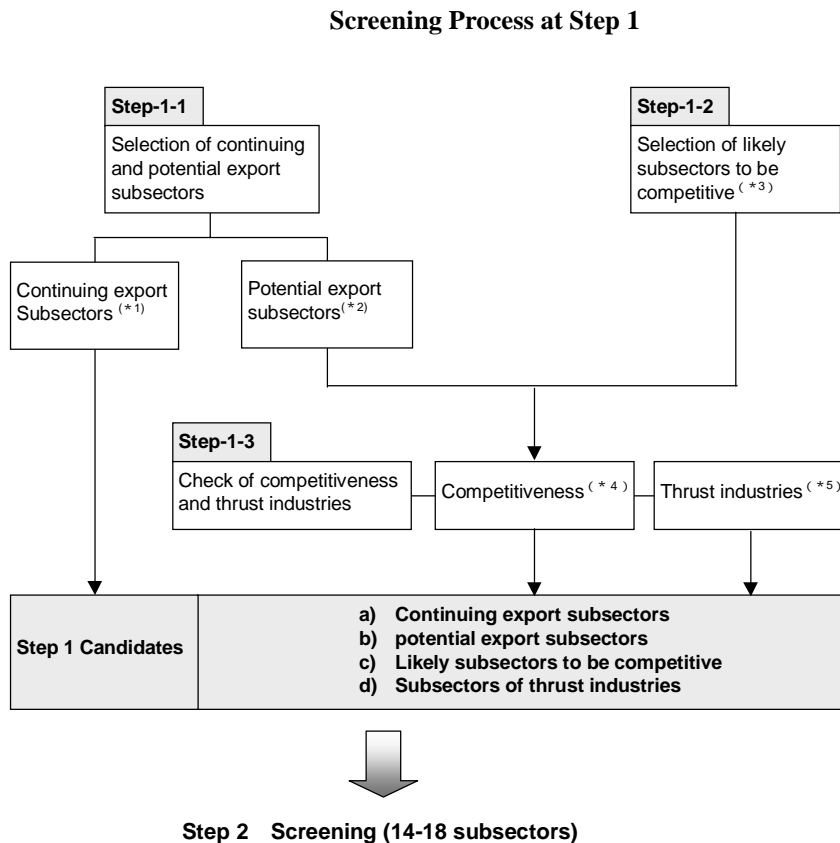 Screening Process at Step 1
Step-1-1
Selection of continuing
and potential export
subsectors
Step-1-2
Selection of likely
subsectors to be
competitive (*3)
Continuing export
Subsectors (*1)
Potential export
subsectors(*2)
Step-1-3
Check of competitiveness
and thrust industries
Competitiveness (*4)
Thrust industries (*5)
Step 1 Candidates
a) Continuing export subsectors
b) potential export subsectors
c) Likely subsectors to be competitive
d) Subsectors of thrust industries
Step 2 Screening (14-18 subsectors)